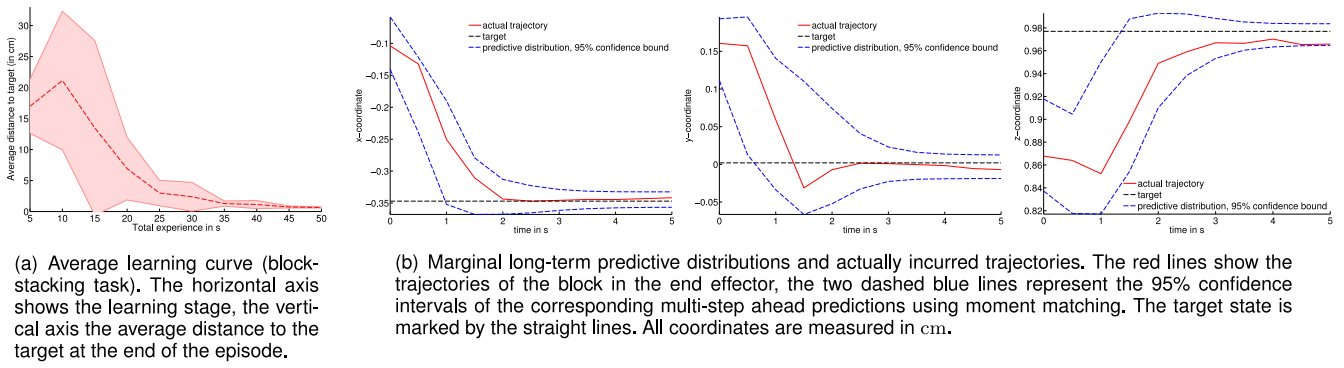 30
25
20
15
10
5
0
Average distance to target (in cm)
5 10 15 20 25 30 35 40 45 50
Total experience in s
actual trajectory
target
predictive distribution, 95% confidence bound
−0.1
−0.15
−0.2
−0.25
−0.3
−0.35
x−coordinate
0 1 2 3 4 5
time in s
actual trajectory
target
predictive distribution, 95% confidence bound
0.15
0.1
0.05
0
−0.05
y−coordinate
0 1 2 3 4 5
time in s
0.98
0.96
0.94
0.92
0.9
0.88
0.86
0.84
0.82
z−coordinate
actual trajectory
target
predictive distribution, 95% confidence bound
0 1 2 3 4 5
time in s
(a) Average learning curve (block-
stacking task). The horizontal axis
shows the learning stage, the verti-
cal axis the average distance to the
target at the end of the episode.
(b) Marginal long-term predictive distributions and actually incurred trajectories. The red lines show the
trajectories of the block in the end effector, the two dashed blue lines represent the 95% confidence
intervals of the corresponding multi-step ahead predictions using moment matching. The target state is
marked by the straight lines. All coordinates are measured in cm.